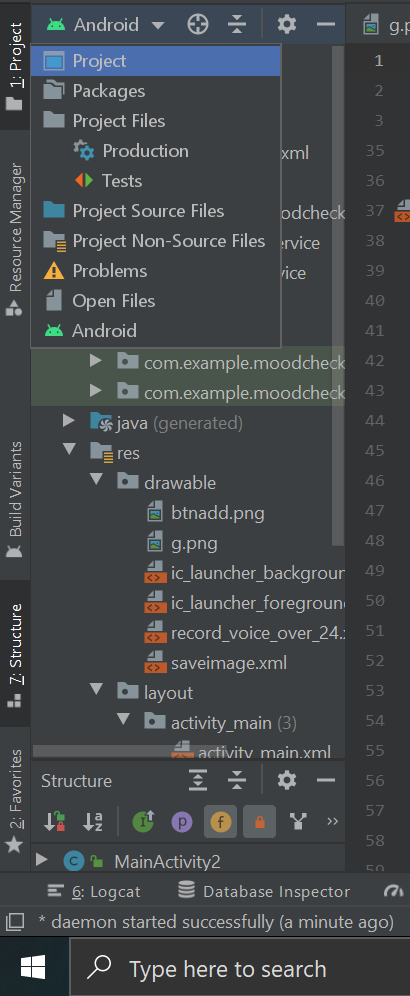 1: Project
Resource Manager
Build Variants
7: Structure
2: Favorites
Android
Project
Packages
Project Files
Production
Tests
Project Source Files
Project Non-Source Files
Problems
Open Files
Android
xml
oodcheck
rvice
vice
com.example.moodcheck
com.example.moodcheck
java (generated)
res
drawable
btnadd.png
g.png
ic_launcher_backgroun
ic_launcher_foreground
record_voice_over_24.x
saveimage.xml
layout
activity_main (3)
activity_main.xml
g.p
1
2
3
35
36
37
38
39
40
41
42
43
44
45
46
47
48
49
50
51
52
53
54
55
56
57
58
59
Structure
MainActivity2
6: Logcat
Database Inspector
* daemon started successfully (a minute ago)
Type here to search